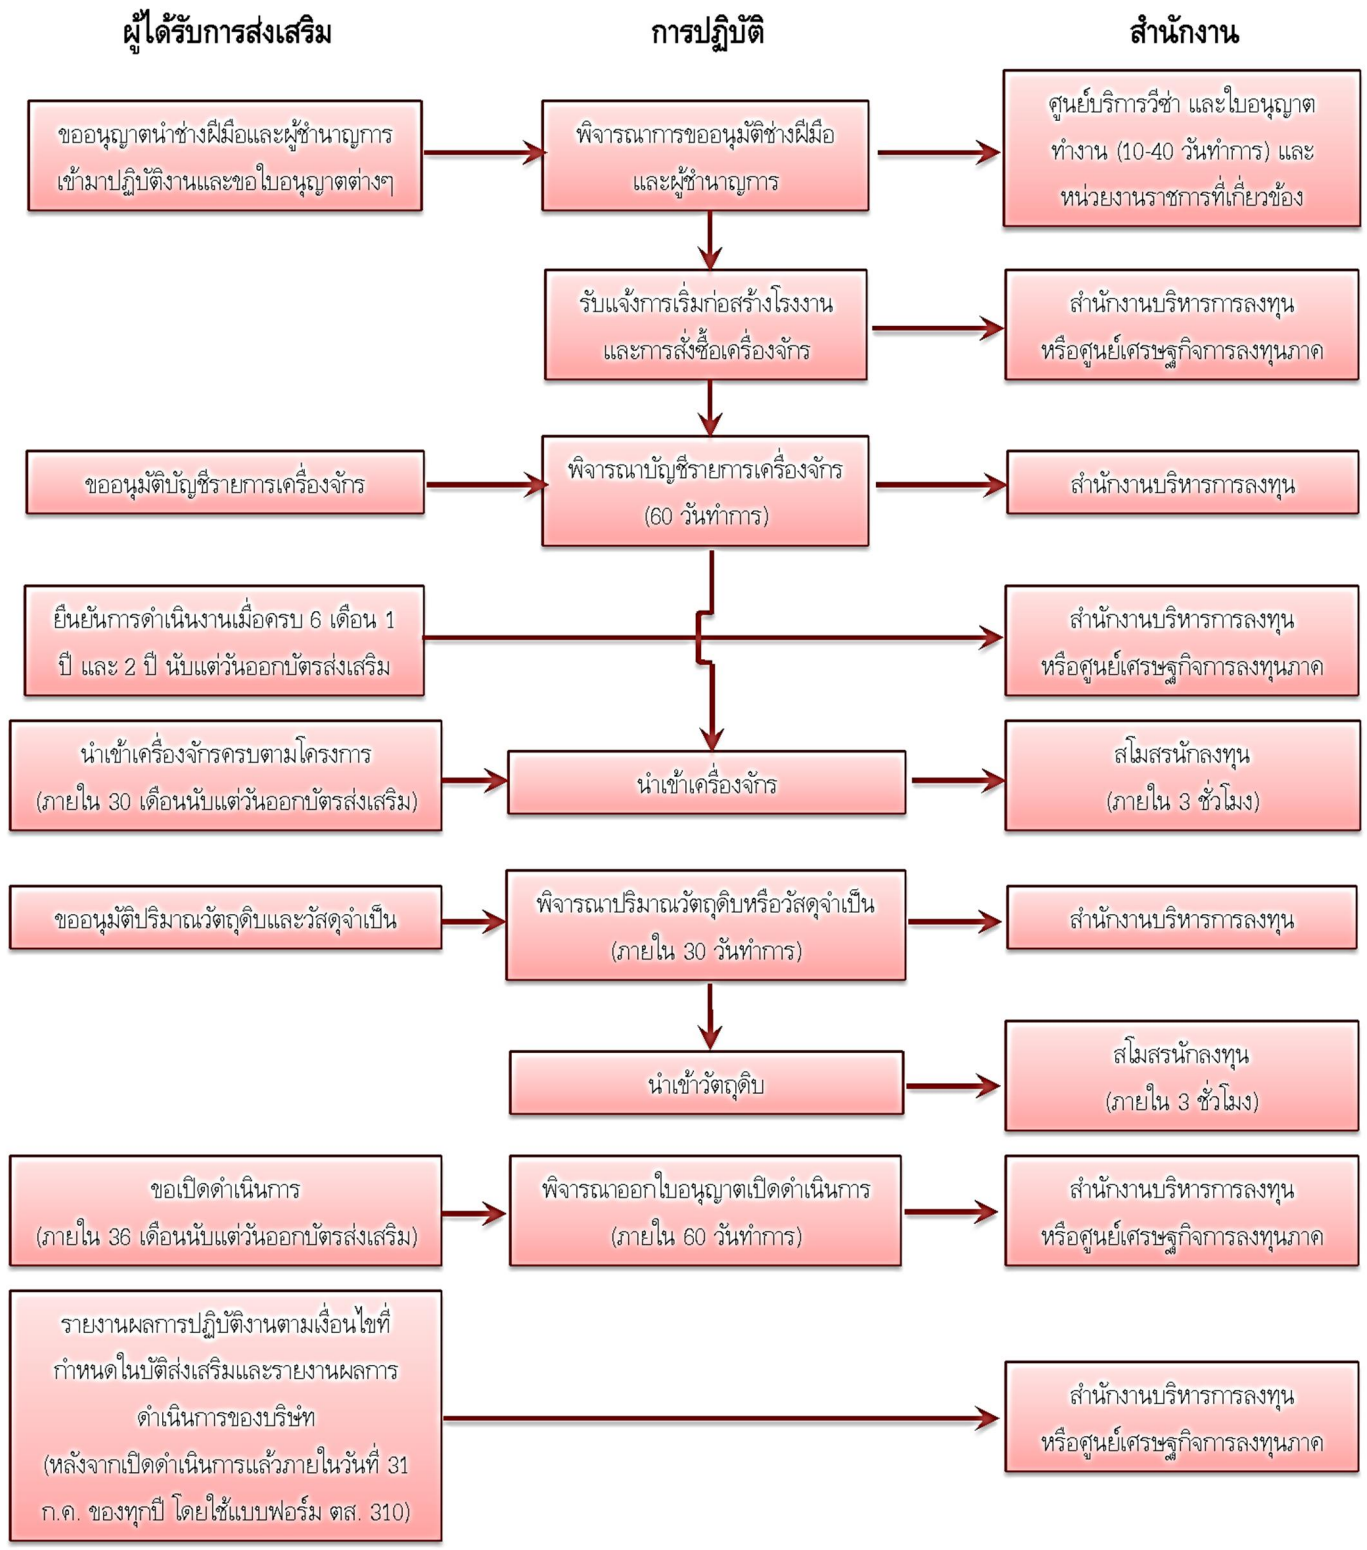 ผู้ได้รับการส่งเสริม
การปฏิบัติ
สำนักงาน
ขออนุญาตนำช่างฝีมือและผู้ชำนาญการ
เข้ามาปฏิบัติงานและขอใบอนุญาตต่างๆ
พิจารณาการขออนุมัติช่างฝีมือ
และผู้ชำนาญการ
ศูนย์บริการวีซ่า และใบอนุญาต
ทำงาน (10-40 วันทำการ) และ
หน่วยงานราชการที่เกี่ยวข้อง
รับแจ้งการเริ่มก่อสร้างโรงงาน
และการสั่งซื้อเครื่องจักร
สำนักงานบริหารการลงทุน
หรือศูนย์เศรษฐกิจการลงทุนภาค
ขออนุมัติบัญชีรายการเครื่องจักร
พิจารณาบัญชีรายการเครื่องจักร
(60 วันทำการ)
สำนักงานบริหารการลงทุน
ยืนยันการดำเนินงานเมื่อครบ 6 เดือน 1
ปี และ 2 ปี นับแต่วันออกบัตรส่งเสริม
สำนักงานบริหารการลงทุน
หรือศูนย์เศรษฐกิจการลงทุนภาค
นำเข้าเครื่องจักรครบตามโครงการ
(ภายใน 30 เดือนนับแต่วันออกบัตรส่งเสริม)
นำเข้าเครื่องจักร
สโมสรนักลงทุน
(ภายใน 3 ชั่วโมง)
ขออนุมัติปริมาณวัตถุดิบและวัสดุจำเป็น
พิจารณาปริมาณวัตถุดิบหรือวัสดุจำเป็น
(ภายใน 30 วันทำการ)
สำนักงานบริหารการลงทุน
นำเข้าวัตถุดิบ
สโมสรนักลงทุน
(ภายใน 3 ชั่วโมง)
ขอเปิดดำเนินการ
(ภายใน 36 เดือนนับแต่วันออกบัตรส่งเสริม)
พิจารณาออกใบอนุญาตเปิดดำเนินการ
(ภายใน 60 วันทำการ)
สำนักงานบริหารการลงทุน
หรือศูนย์เศรษฐกิจการลงทุนภาค
รายงานผลการปฏิบัติงานตามเงื่อนไขที่
กำหนดในบัติส่งเสริมและรายงานผลการ
ดำเนินการของบริษัท
(หลังจากเปิดดำเนินการแล้วภายในวันที่ 31
ก.ค. ของทุกปี โดยใช้แบบฟอร์ม ตส. 310)
สำนักงานบริหารการลงทุน
หรือศูนย์เศรษฐกิจการลงทุนภาค